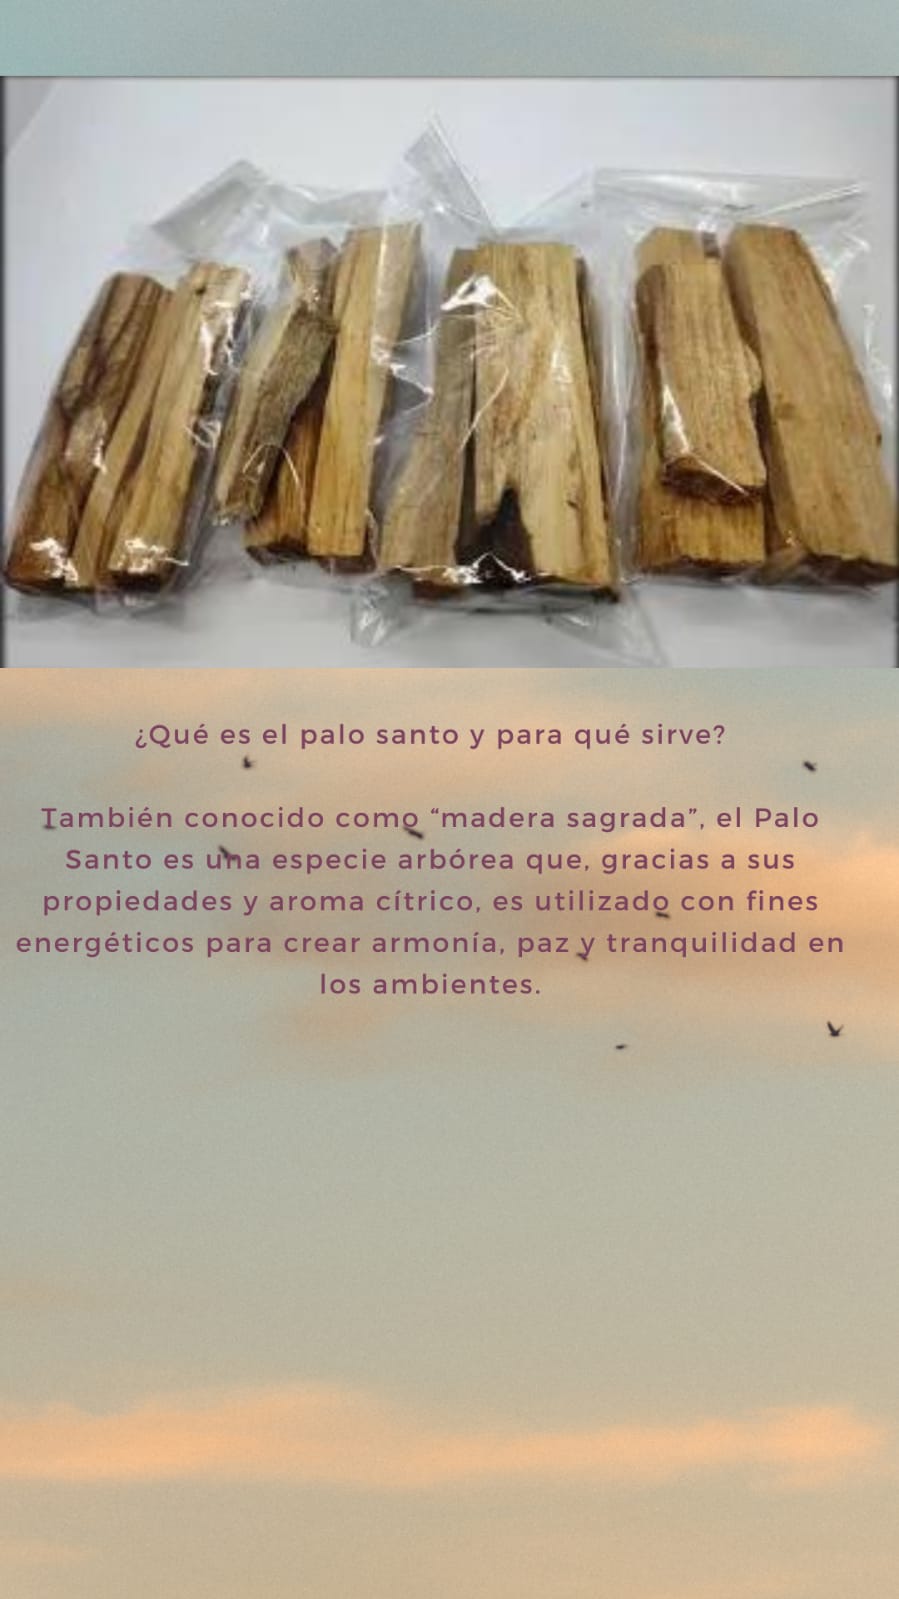 ¿Qué es el palo santo y para qué sirve?
También conocido como “madera sagrada”, el Palo
Santo es una especie arbórea que, gracias a sus
propiedades y aroma cítrico, es utilizado con fines
energéticos para crear armonía, paz y tranquilidad en
los ambientes.